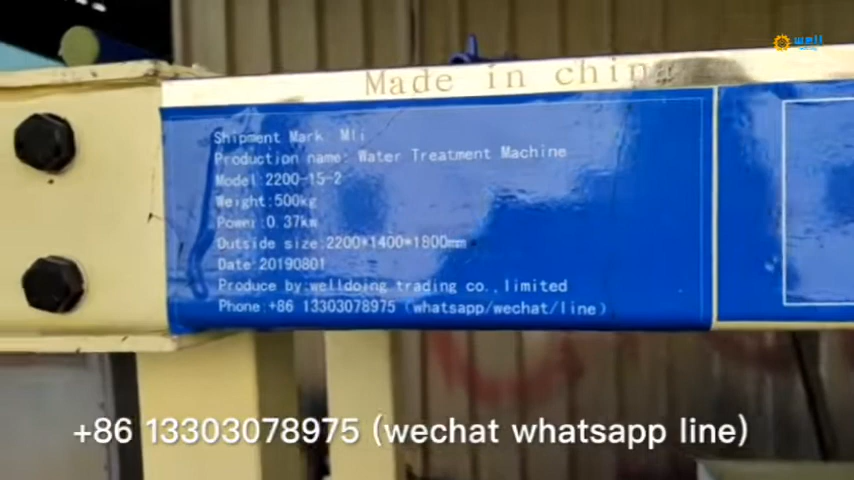 Made in china
Shipment Mark: Mli
Production name: Water Treatment Machine
Model:2200-15-2
Weight:500kg
Power:0.37kw
Outside size:2200*1400*1800mm
Date:20190801
Produce by:welldoing trading co.,limited
Phone:+86 13303078975 (whatsapp/wechat/line)
+86 13303078975 (wechat whatsapp line)